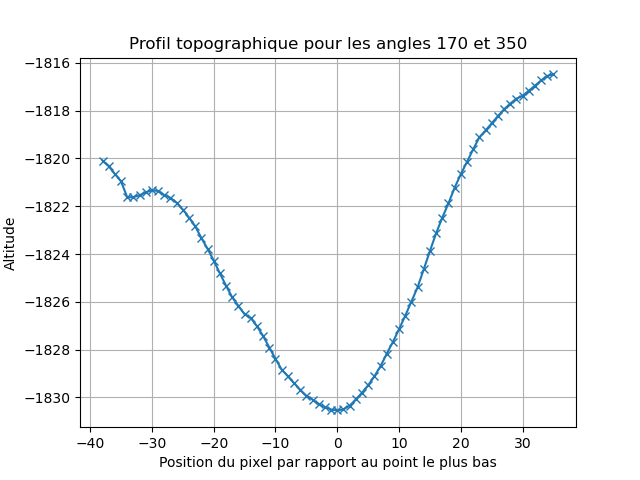 Profil topographique pour les angles 170 et 350
−1816
−1818
−1820
−1822
−1824
−1826
−1828
−1830
Altitude
−40 −30 −20 −10 0 10 20 30
Position du pixel par rapport au point le plus bas